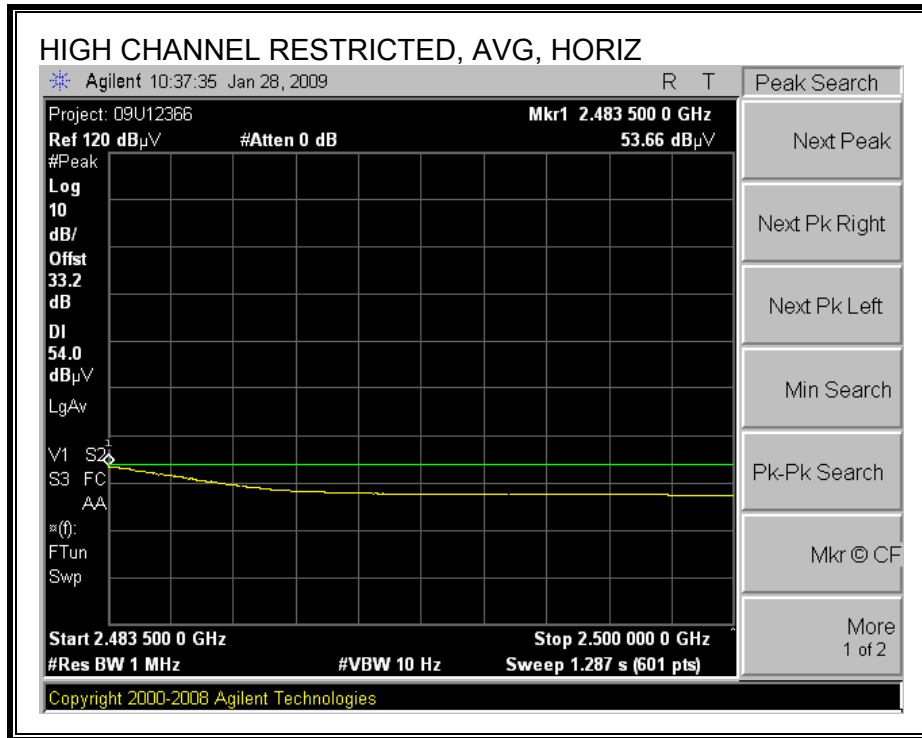 HIGH CHANNEL RESTRICTED, AVG, HORIZ
Agilent 10:37:35 Jan 28, 2009 R T
Peak Search
Project: 09U12366 Mkr1 2.483 500 0 GHz
Ref 120 dBµV #Atten 0 dB 53.66 dBµV
#Peak
Log
10
dB/
Offst
33.2
dB
DI
54.0
dBµV
LgAv
1
V1 S2
S3 FC
AA
¤(f):
FTun
Swp
Start 2.483 500 0 GHz Stop 2.500 000 0 GHz
#Res BW 1 MHz #VBW 10 Hz Sweep 1.287 s (601 pts)
Copyright 2000-2008 Agilent Technologies
Next Peak
Next Pk Right
Next Pk Left
Min Search
Pk-Pk Search
Mkr © CF
More
1 of 2